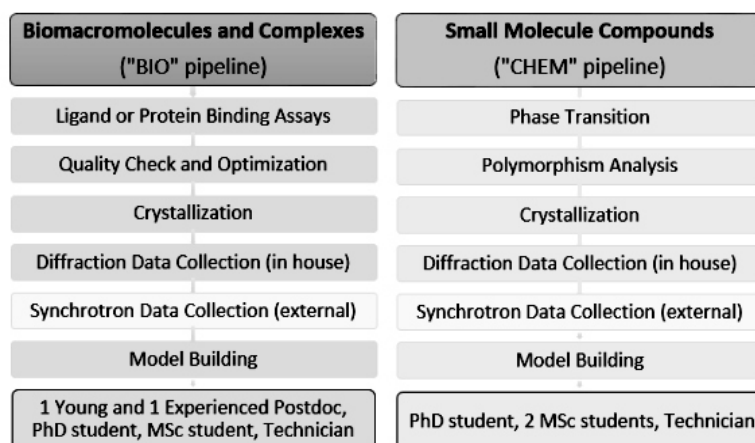 Biomacromolecules and Complexes
("BIO" pipeline)
Ligand or Protein Binding Assays
Quality Check and Optimization
Crystallization
Diffraction Data Collection (in house)
Synchrotron Data Collection (external)
Model Building
1 Young and 1 Experienced Postdoc,
PhD student, MSc student, Technician
Small Molecule Compounds
("CHEM" pipeline)
Phase Transition
Polymorphism Analysis
Crystallization
Diffraction Data Collection (in house)
Synchrotron Data Collection (external)
Model Building
PhD student, 2 MSc students, Technician